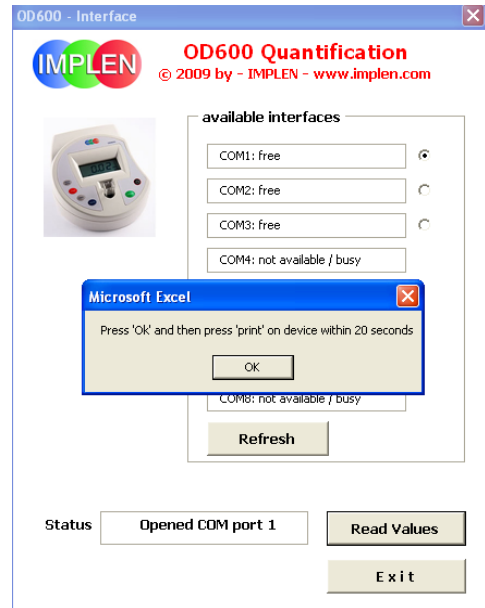 OD600 - Interface
IMPLEN
OD600 Quantification
© 2009 by - IMPLEN - www.implen.com
available interfaces
COM1: free
COM2: free
COM3: free
COM4: not available / busy
Microsoft Excel
Press 'Ok' and then press 'print' on device within 20 seconds
OK
COM8: not available / busy
Refresh
Status
Opened COM port 1
Read Values
Exit